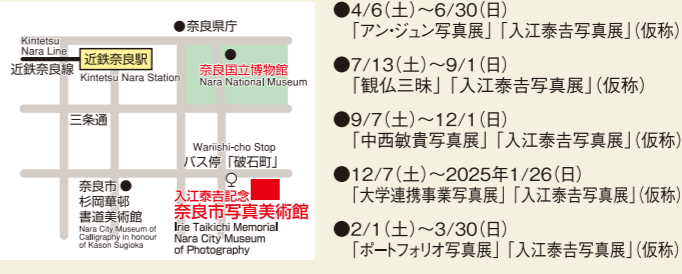 ●奈良県庁
Kintetsu
Nara Line
近鉄奈良線
近鉄奈良駅
Kintetsu Nara Station
奈良国立博物館
Nara National Museum
三条通
Wariishi-cho Stop
バス停「破石町」
奈良市●
杉岡華邨
書道美術館
Nara City Museum of
Calligraphy in honour
of Kason Sugioka
入江泰𠮷記念
奈良市写真美術館
Irie Taikichi Memorial
Nara City Museum
of Photography
●4/6(土)~6/30(日)
「アン・ジュン写真展」「入江泰𠮷写真展」(仮称)
●7/13(土)~9/1(日)
「観仏三昧」「入江泰𠮷写真展」(仮称)
●9/7(土)~12/1(日)
「中西敏貴写真展」「入江泰𠮷写真展」(仮称)
●12/7(土)~2025年1/26(日)
「大学連携事業写真展」「入江泰𠮷写真展」(仮称)
●2/1(土)~3/30(日)
「ポートフォリオ写真展」「入江泰𠮷写真展」(仮称)